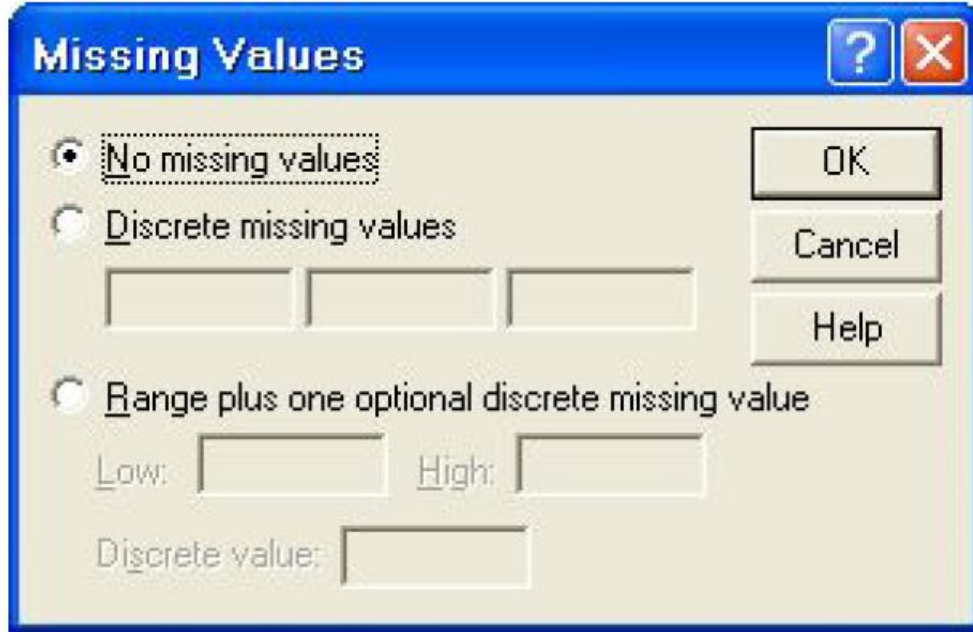 Missing Values
No missing values
OK
Discrete missing values
Cancel
Help
Range plus one optional discrete missing value
Low: High:
Discrete value: